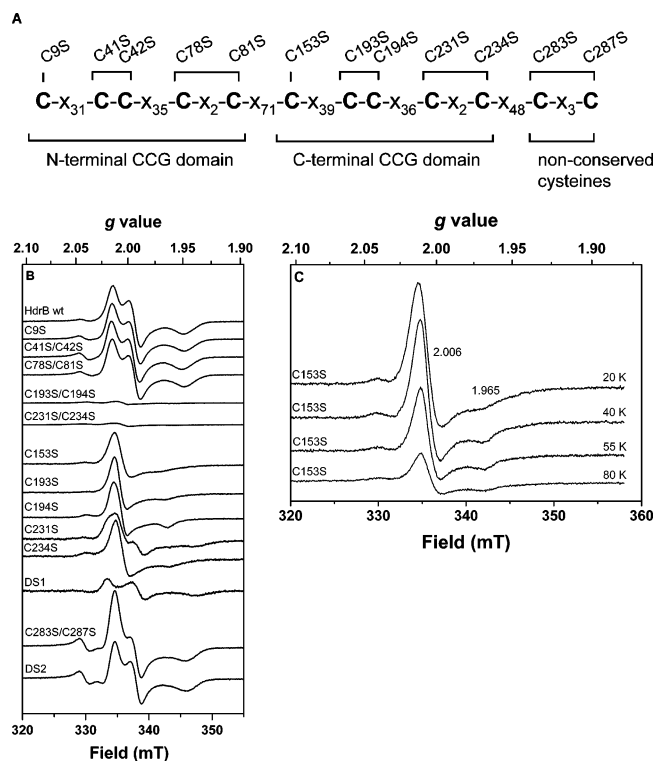 A
C9S C41S C42S C78S C81S C153S C193S C194S C231S C234S C283S C287S
C-x31-C-C-x35-C-x2-C-x71-C-x39-C-C-x36-C-x2-C-x48-C-x3-C
N-terminal CCG domain C-terminal CCG domain non-conserved
cysteines
g value
2.10 2.05 2.00 1.95 1.90
B
HdrB wt
C9S
C41S/C42S
C78S/C81S
C193S/C194S
C231S/C234S
C153S
C193S
C194S
C231S
C234S
DS1
C283S/C287S
DS2
320 330 340 350
Field (mT)
g value
2.10 2.05 2.00 1.95 1.90
C
2.006
1.965
C153S 20 K
C153S 40 K
C153S 55 K
C153S 80 K
320 330 340 350 360
Field (mT)